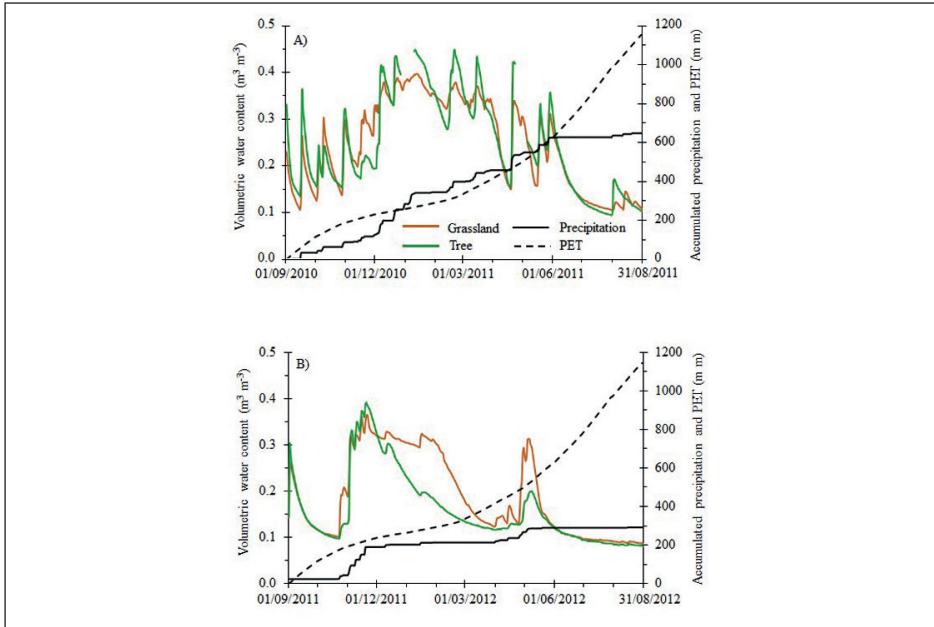 A)
Volumetric water content (m³ m⁻³)
0.5
0.4
0.3
0.2
0.1
0.0
1200
1000
800
600
400
200
0
Accumulated precipitation and PET (m m)
Grassland
Precipitation
Tree
PET
01/09/2010 01/12/2010 01/03/2011 01/06/2011 31/08/2011
B)
Volumetric water content (m³ m⁻³)
0.5
0.4
0.3
0.2
0.1
0.0
1200
1000
800
600
400
200
0
Accumulated precipitation and PET (m m)
01/09/2011 01/12/2011 01/03/2012 01/06/2012 31/08/2012